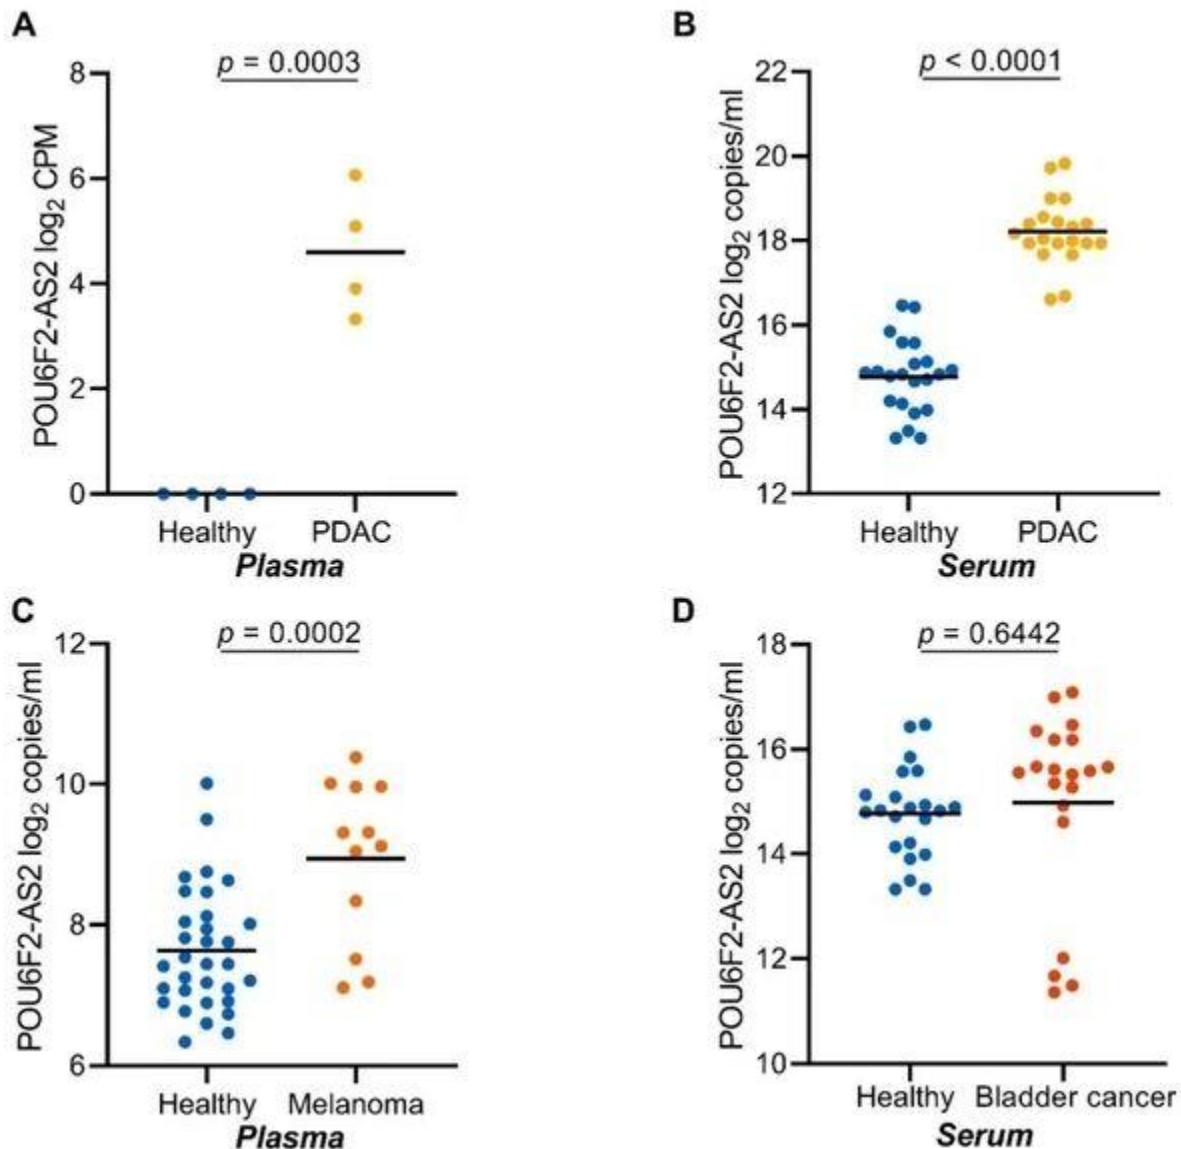 A
p = 0.0003
POU6F2-AS2 log2 CPM
8
6
4
2
0
Healthy PDAC
Plasma
B
p < 0.0001
POU6F2-AS2 log2 copies/ml
22
20
18
16
14
12
Healthy PDAC
Serum
C
p = 0.0002
POU6F2-AS2 log2 copies/ml
12
10
8
6
Healthy Melanoma
Plasma
D
p = 0.6442
POU6F2-AS2 log2 copies/ml
18
16
14
12
10
Healthy Bladder cancer
Serum